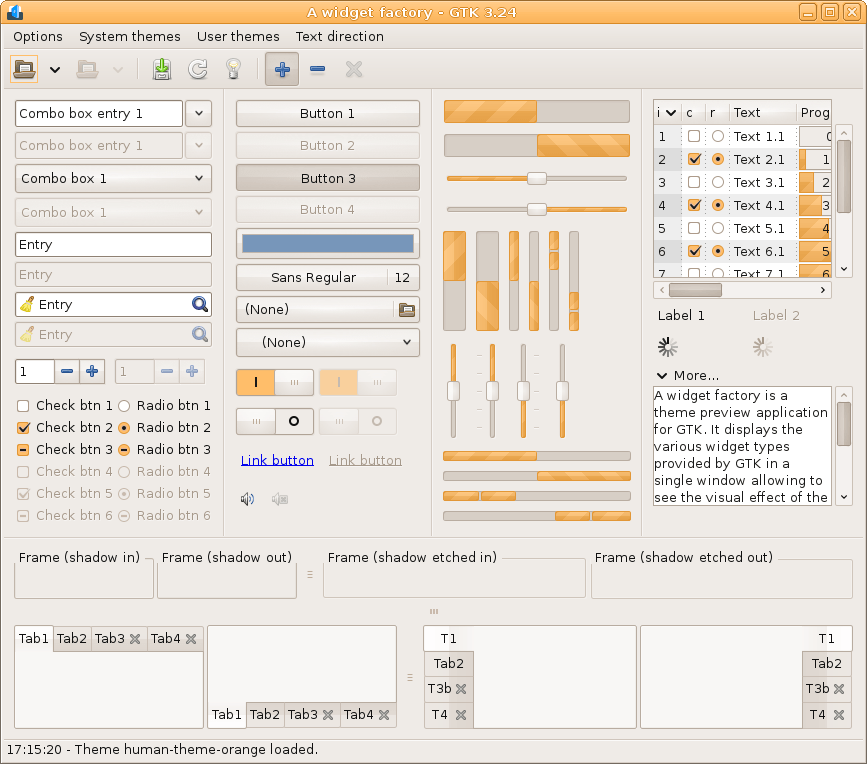 A widget factory - GTK 3.24
Options System themes User themes Text direction
Combo box entry 1
Combo box entry 1
Combo box 1
Combo box 1
Entry
Entry
Entry
Entry
1 1
Check btn 1 Radio btn 1
Check btn 2 Radio btn 2
Check btn 3 Radio btn 3
Check btn 4 Radio btn 4
Check btn 5 Radio btn 5
Check btn 6 Radio btn 6
Button 1
Button 2
Button 3
Button 4
Sans Regular 12
(None)
(None)
Link button Link button
i c r Text Prog
1 Text 1.1 0
2 Text 2.1 1
3 Text 3.1 2
4 Text 4.1 3
5 Text 5.1 4
6 Text 6.1 5
7 Text 7.1 6
Label 1 Label 2
More...
A widget factory is a
theme preview application
for GTK. It displays the
various widget types
provided by GTK in a
single window allowing to
see the visual effect of the
Frame (shadow in) Frame (shadow out) Frame (shadow etched in) Frame (shadow etched out)
Tab1 Tab2 Tab3 Tab4
Tab1 Tab2 Tab3 Tab4
T1
Tab2
T3b
T4
T1
Tab2
T3b
T4
17:15:20 - Theme human-theme-orange loaded.